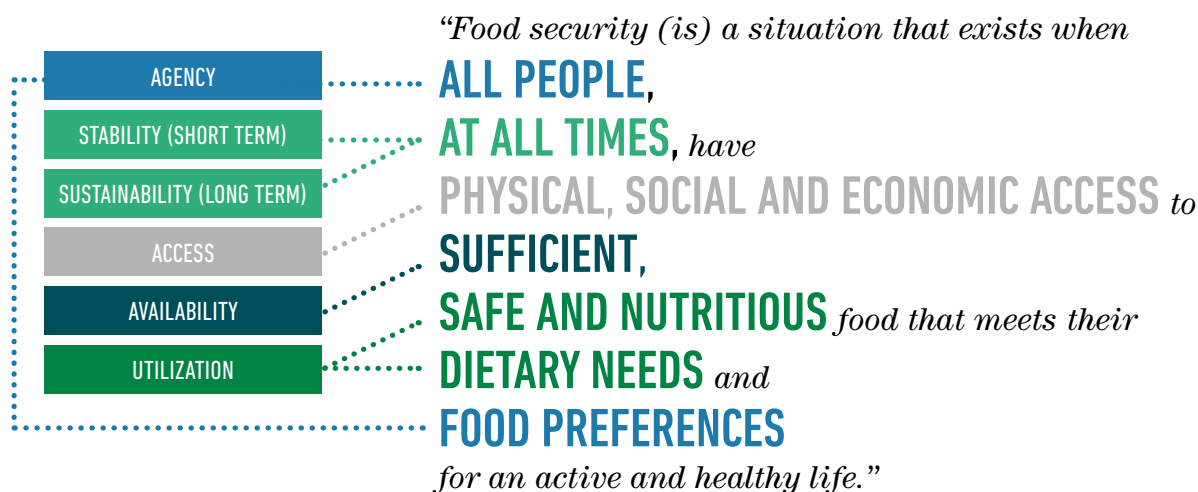 “Food security (is) a situation that exists when
AGENCY
ALL PEOPLE,
STABILITY (SHORT TERM)
AT ALL TIMES, have
SUSTAINABILITY (LONG TERM)
PHYSICAL, SOCIAL AND ECONOMIC ACCESS to
ACCESS
SUFFICIENT,
AVAILABILITY
SAFE AND NUTRITIOUS food that meets their
UTILIZATION
DIETARY NEEDS and
FOOD PREFERENCES
for an active and healthy life.”